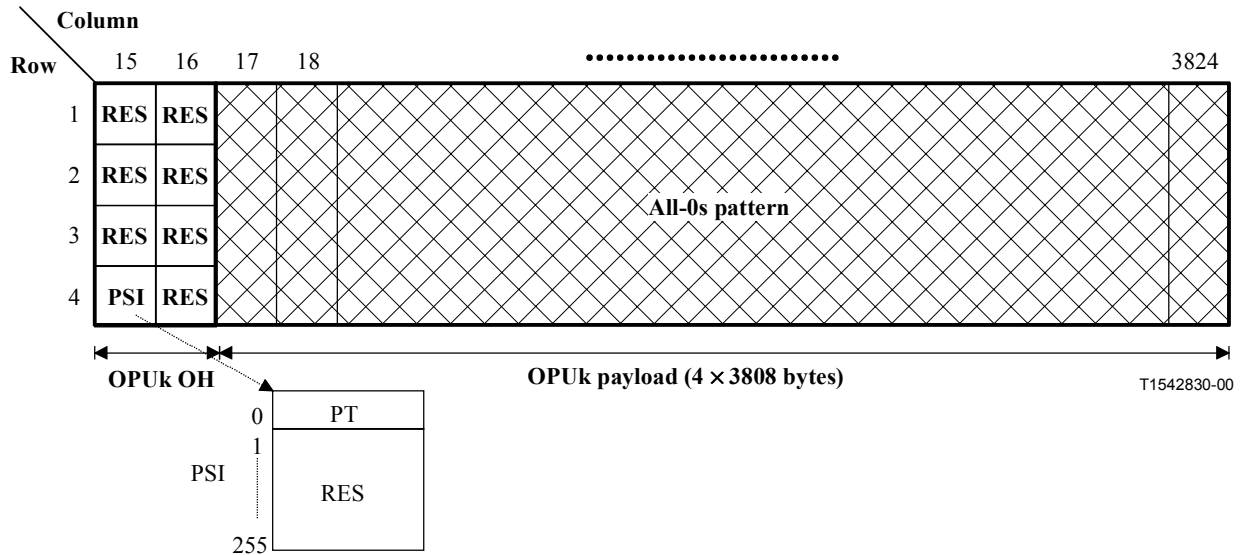 Column
Row 15 16 17 18 ........................ 3824
1 RES RES
2 RES RES
All-0s pattern
3 RES RES
4 PSI RES
OPUk OH OPUk payload (4 × 3808 bytes)
T1542830-00
0 PT
1
PSI
RES
255